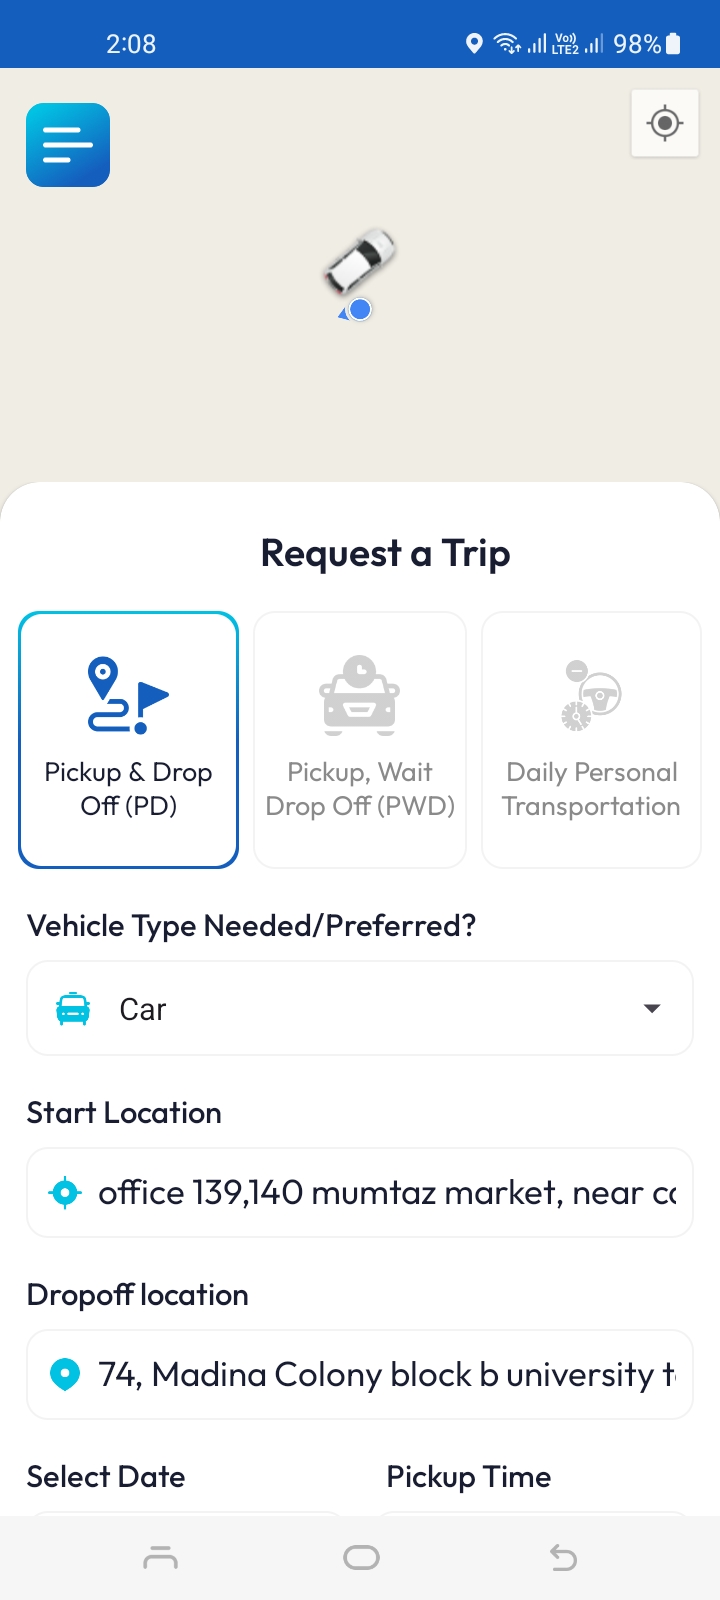 2:08
Vo)) LTE2 98%
Request a Trip
Pickup & Drop
Off (PD)
Pickup, Wait
Drop Off (PWD)
Daily Personal
Transportation
Vehicle Type Needed/Preferred?
Car
Start Location
office 139,140 mumtaz market, near
Dropoff location
74, Madina Colony block b university
Select Date
Pickup Time